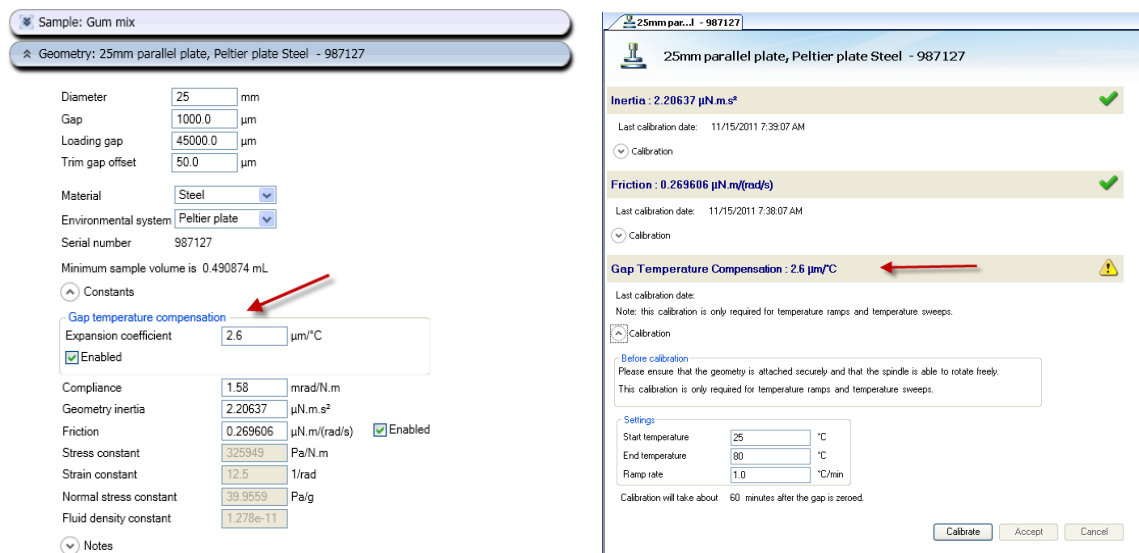 Sample: Gum mix
Geometry: 25mm parallel plate, Peltier plate Steel - 987127
Diameter 25 mm
Gap 1000.0 µm
Loading gap 45000.0 µm
Trim gap offset 50.0 µm
Material Steel
Environmental system Peltier plate
Serial number 987127
Minimum sample volume is 0.490874 mL
Constants
Gap temperature compensation
Expansion coefficient 2.6 µm/°C
Enabled
Compliance 1.58 mrad/N.m
Geometry inertia 2.20637 µN.m.s²
Friction 0.269606 µN.m/(rad/s) Enabled
Stress constant 325949 Pa/N.m
Strain constant 12.5 1/rad
Normal stress constant 39.9559 Pa/g
Fluid density constant 1.278e-11
Notes
25mm par...l - 987127
25mm parallel plate, Peltier plate Steel - 987127
Inertia : 2.20637 µN.m.s²
Last calibration date: 11/15/2011 7:39:07 AM
Calibration
Friction : 0.269606 µN.m/(rad/s)
Last calibration date: 11/15/2011 7:38:07 AM
Calibration
Gap Temperature Compensation : 2.6 µm/°C
Last calibration date:
Note: this calibration is only required for temperature ramps and temperature sweeps.
Calibration
Before calibration
Please ensure that the geometry is attached securely and that the spindle is able to rotate freely.
This calibration is only required for temperature ramps and temperature sweeps.
Settings
Start temperature 25 °C
End temperature 80 °C
Ramp rate 1.0 °C/min
Calibration will take about 60 minutes after the gap is zeroed.
Calibrate Accept Cancel